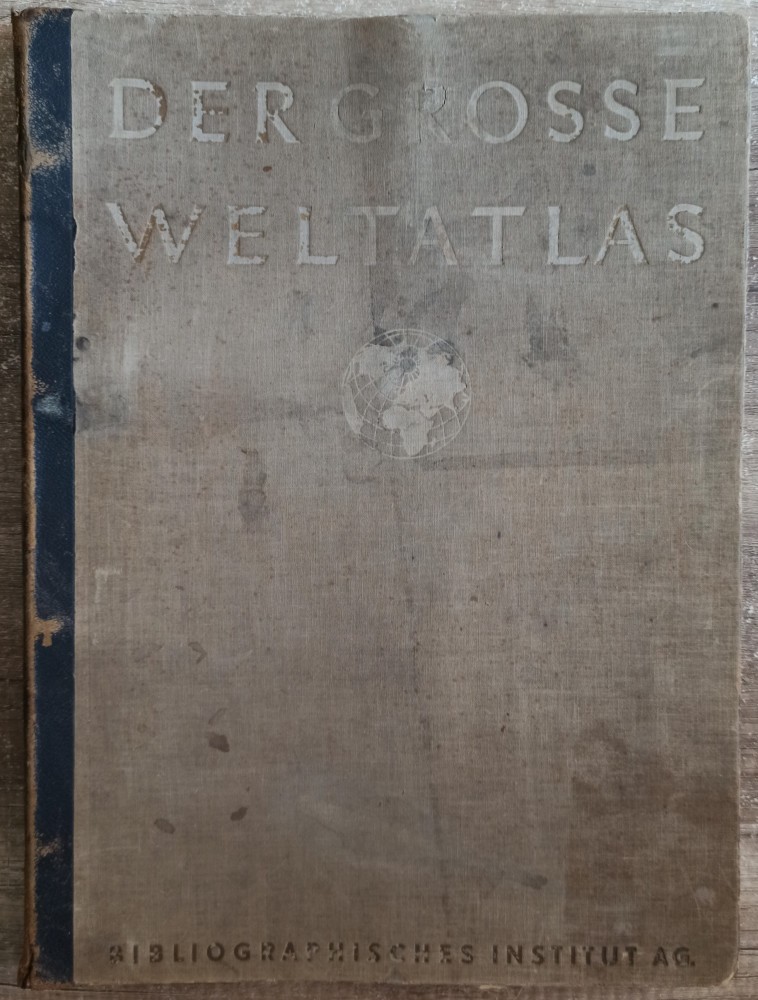 DER GROSSE
WELTATLAS
BIBLIOGRAPHISCHES INSTITUT AG.